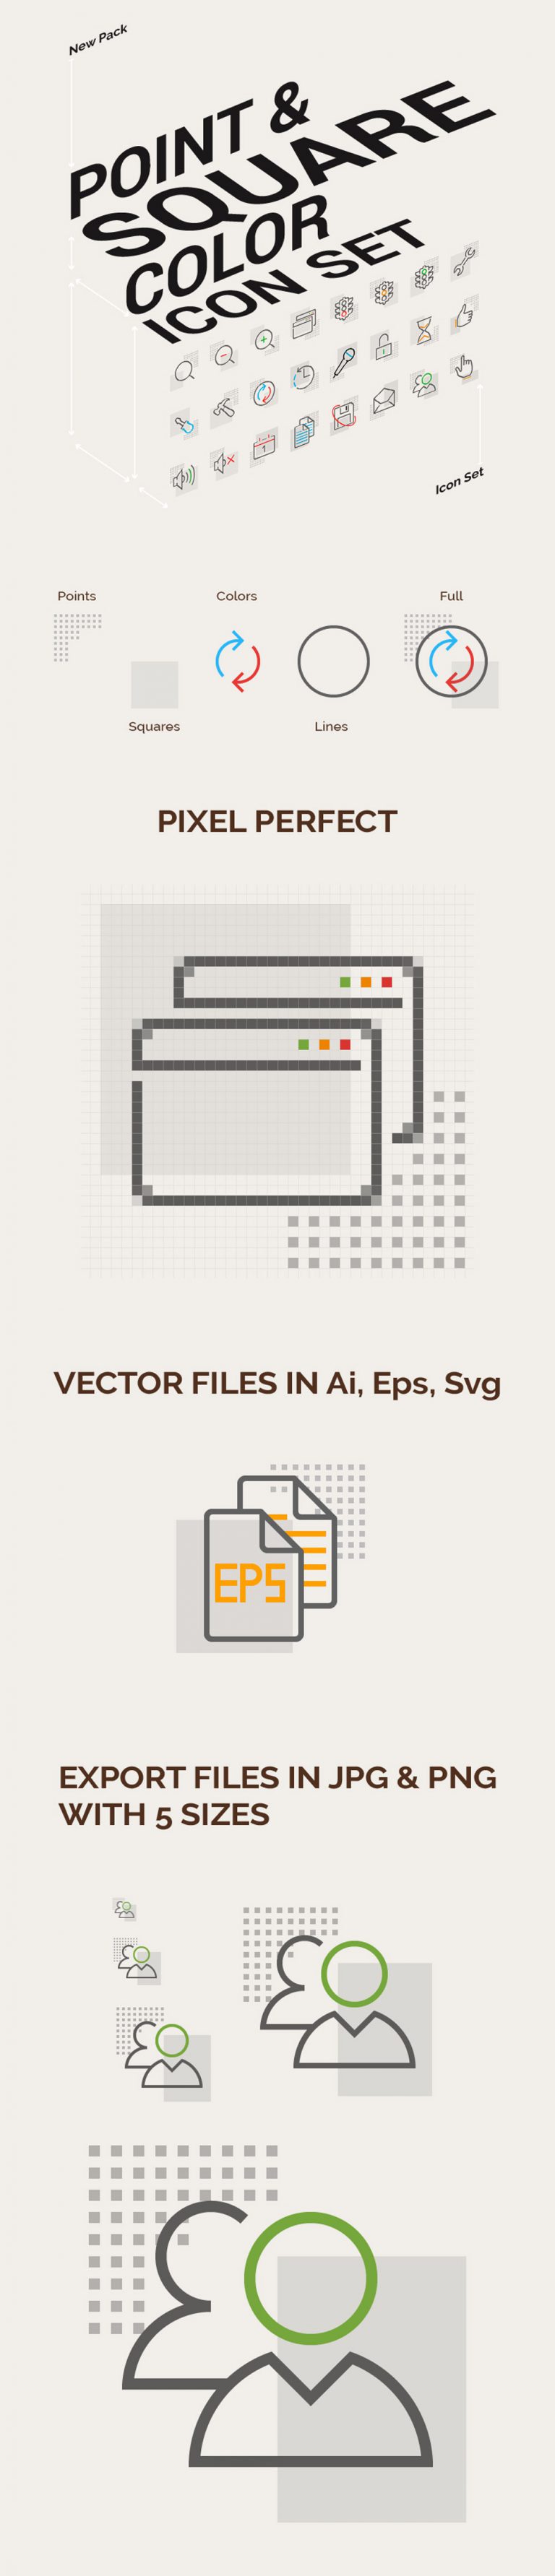 New Pack
POINT &
SQUARE
COLOR
ICON SET
1
Icon Set
Points
Colors
Full
Squares
Lines
PIXEL PERFECT
VECTOR FILES IN Ai, Eps, Svg
EPS
EXPORT FILES IN JPG & PNG
WITH 5 SIZES